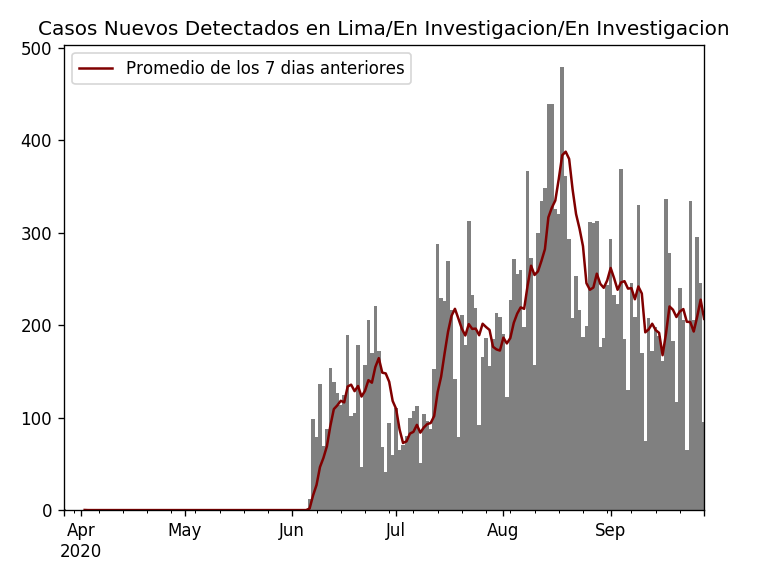 Casos Nuevos Detectados en Lima/En Investigacion/En Investigacion
Promedio de los 7 dias anteriores
500
400
300
200
100
0
Apr May Jun Jul Aug Sep
2020